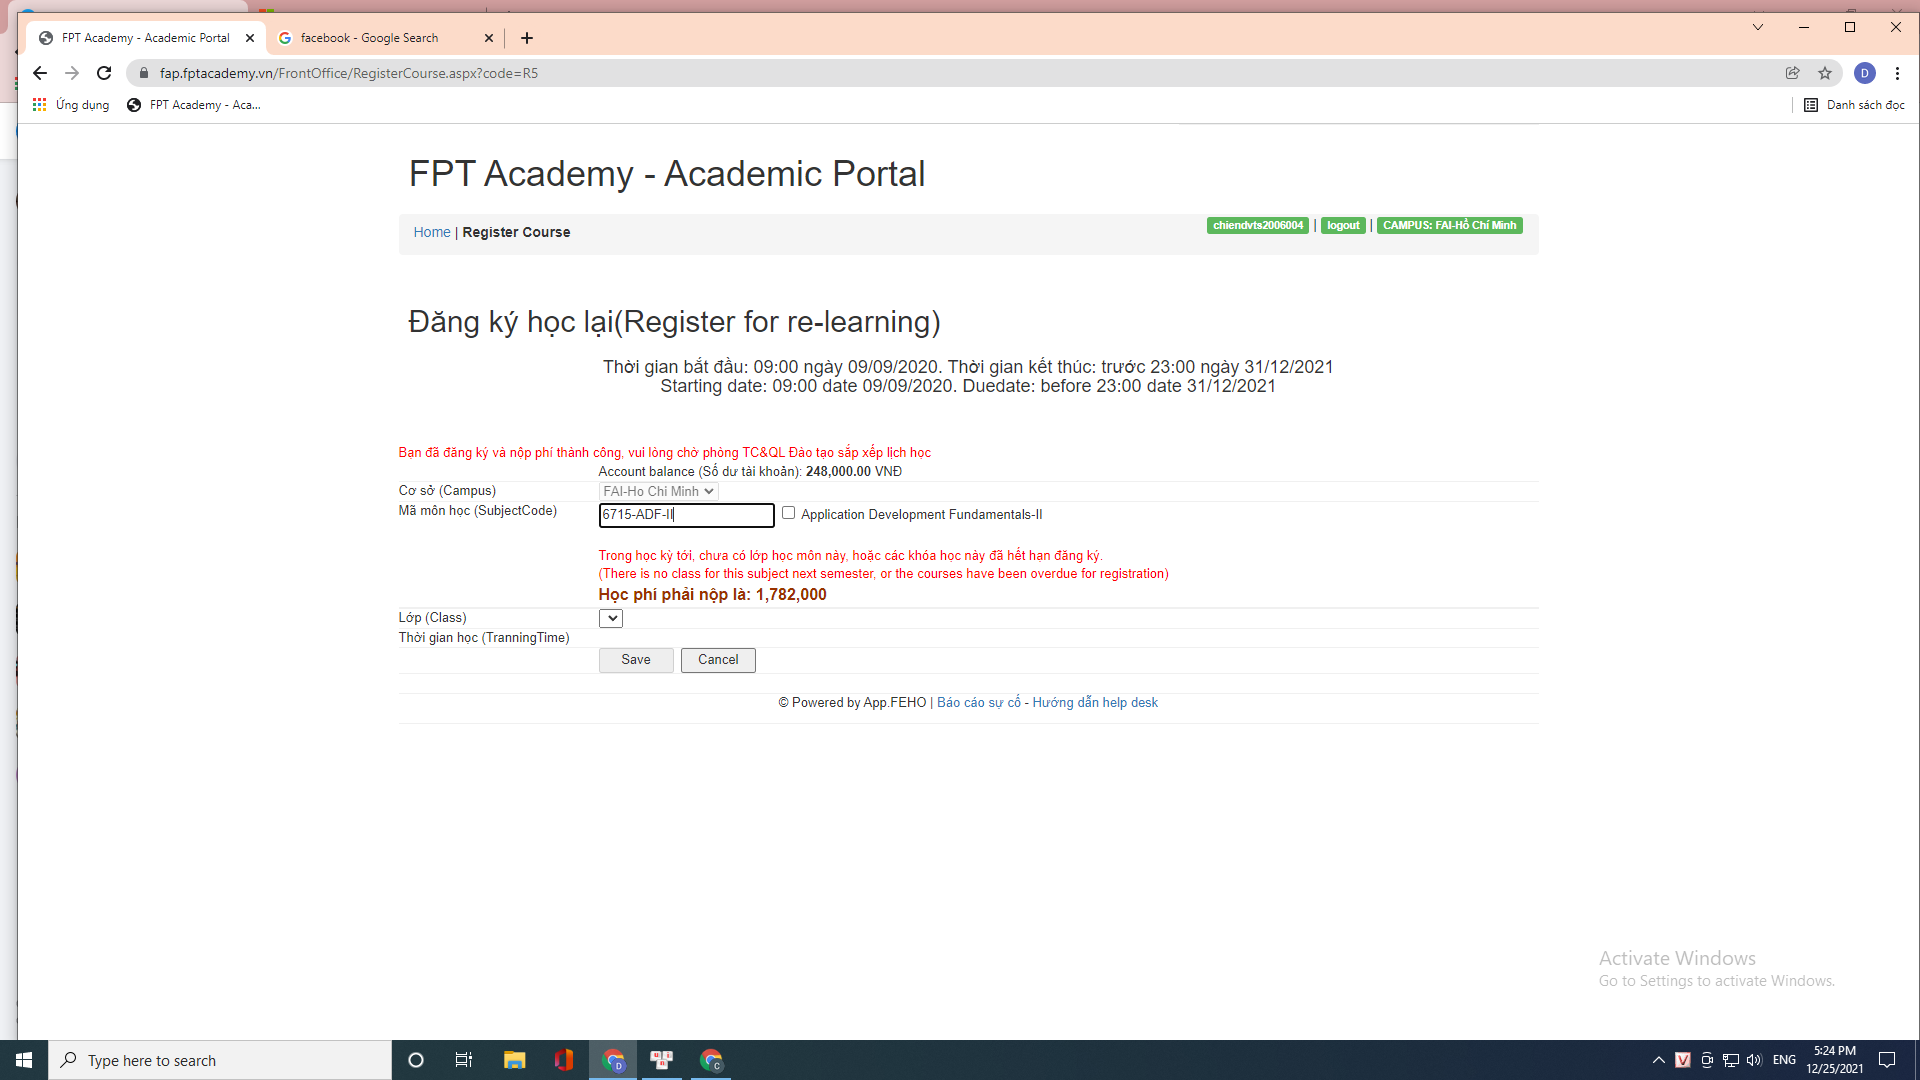 FPT Academy - Academic Portal
facebook - Google Search
fap.fptacademy.vn/FrontOffice/RegisterCourse.aspx?code=R5
D
Ứng dụng
FPT Academy - Aca...
Danh sách đọc
FPT Academy - Academic Portal
Home | Register Course
chiendvts2006004 | logout | CAMPUS: FAI-Hồ Chí Minh
Đăng ký học lại(Register for re-learning)
Thời gian bắt đầu: 09:00 ngày 09/09/2020. Thời gian kết thúc: trước 23:00 ngày 31/12/2021
Starting date: 09:00 date 09/09/2020. Duedate: before 23:00 date 31/12/2021
Bạn đã đăng ký và nộp phí thành công, vui lòng chờ phòng TC&QL Đào tạo sắp xếp lịch học
Account balance (Số dư tài khoản): 248,000.00 VNĐ
Cơ sở (Campus) FAI-Ho Chi Minh
Mã môn học (SubjectCode) 6715-ADF-II Application Development Fundamentals-II
Trong học kỳ tới, chưa có lớp học môn này, hoặc các khóa học này đã hết hạn đăng ký.
(There is no class for this subject next semester, or the courses have been overdue for registration)
Học phí phải nộp là: 1,782,000
Lớp (Class)
Thời gian học (TranningTime)
Save Cancel
© Powered by App.FEHO | Báo cáo sự cố - Hướng dẫn help desk
Activate Windows
Go to Settings to activate Windows.
Type here to search
ENG
5:24 PM
12/25/2021